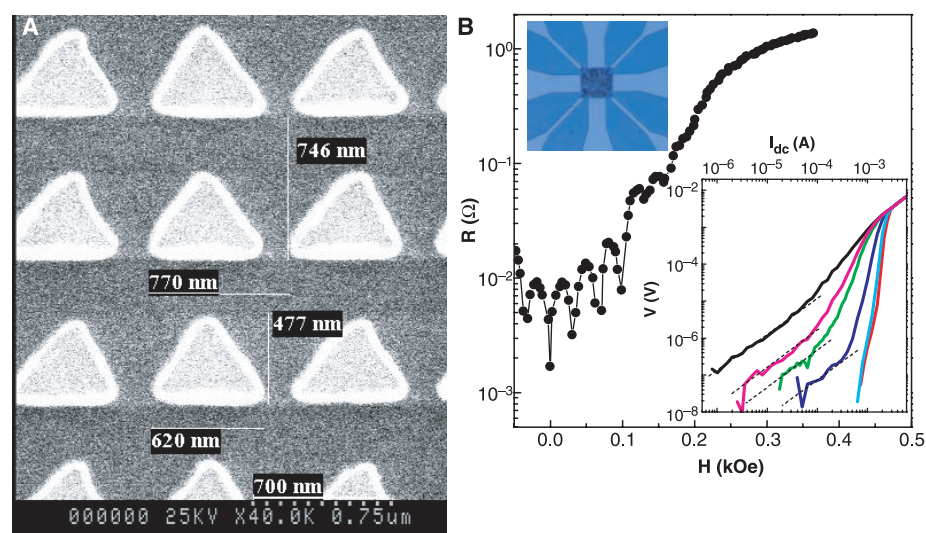 A
746 nm
770 nm
477 nm
620 nm
700 nm
000000 25KV X40.0K 0.75um
B
10⁰
10⁻¹
10⁻²
10⁻³
R (Ω)
0.0 0.1 0.2 0.3 0.4 0.5
H (kOe)
I_dc (A)
10⁻⁶ 10⁻⁵ 10⁻⁴ 10⁻³
10⁻²
10⁻⁴
10⁻⁶
10⁻⁸
V (V)